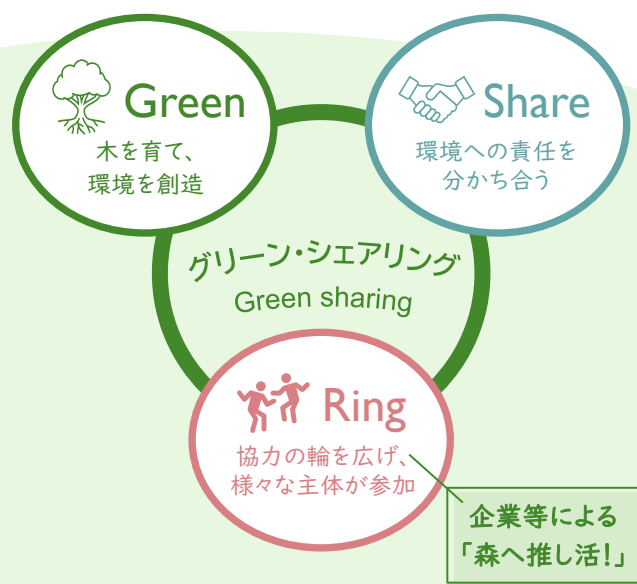 Green
木を育て、
環境を創造
Share
環境への責任を
分かち合う
グリーン・シェアリング
Green sharing
Ring
協力の輪を広げ、
様々な主体が参加
企業等による
「森へ推し活!」